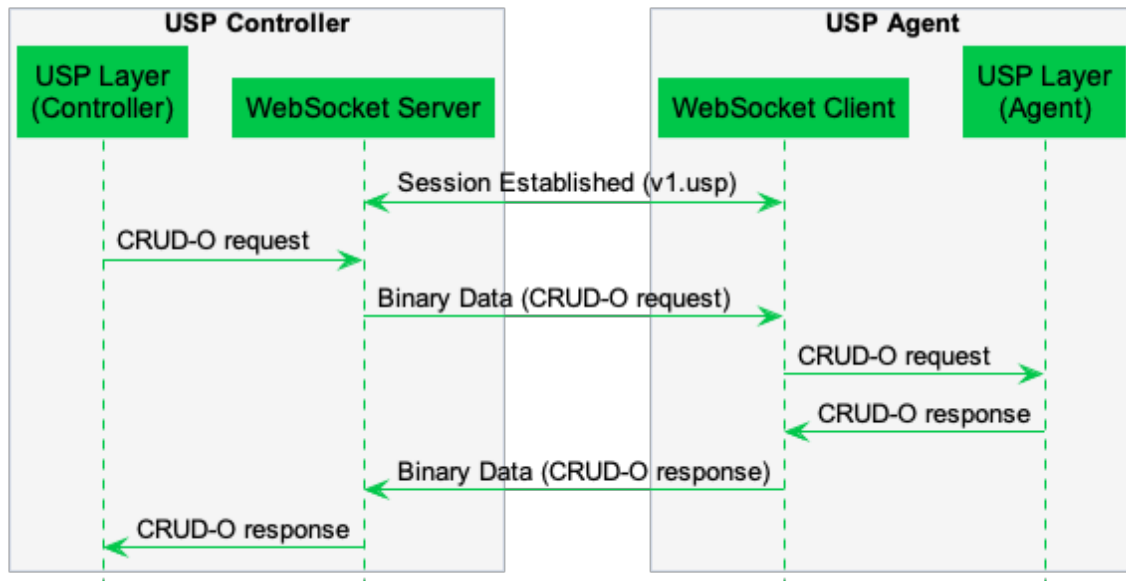 USP Controller
USP Agent
USP Layer
(Controller)
WebSocket Server
WebSocket Client
USP Layer
(Agent)
Session Established (v1.usp)
CRUD-O request
Binary Data (CRUD-O request)
CRUD-O request
CRUD-O response
Binary Data (CRUD-O response)
CRUD-O response